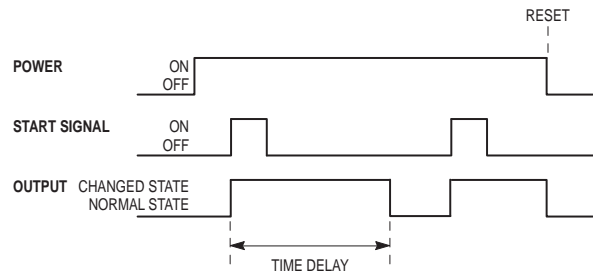 RESET
POWER ON
OFF
START SIGNAL ON
OFF
OUTPUT CHANGED STATE
NORMAL STATE
TIME DELAY